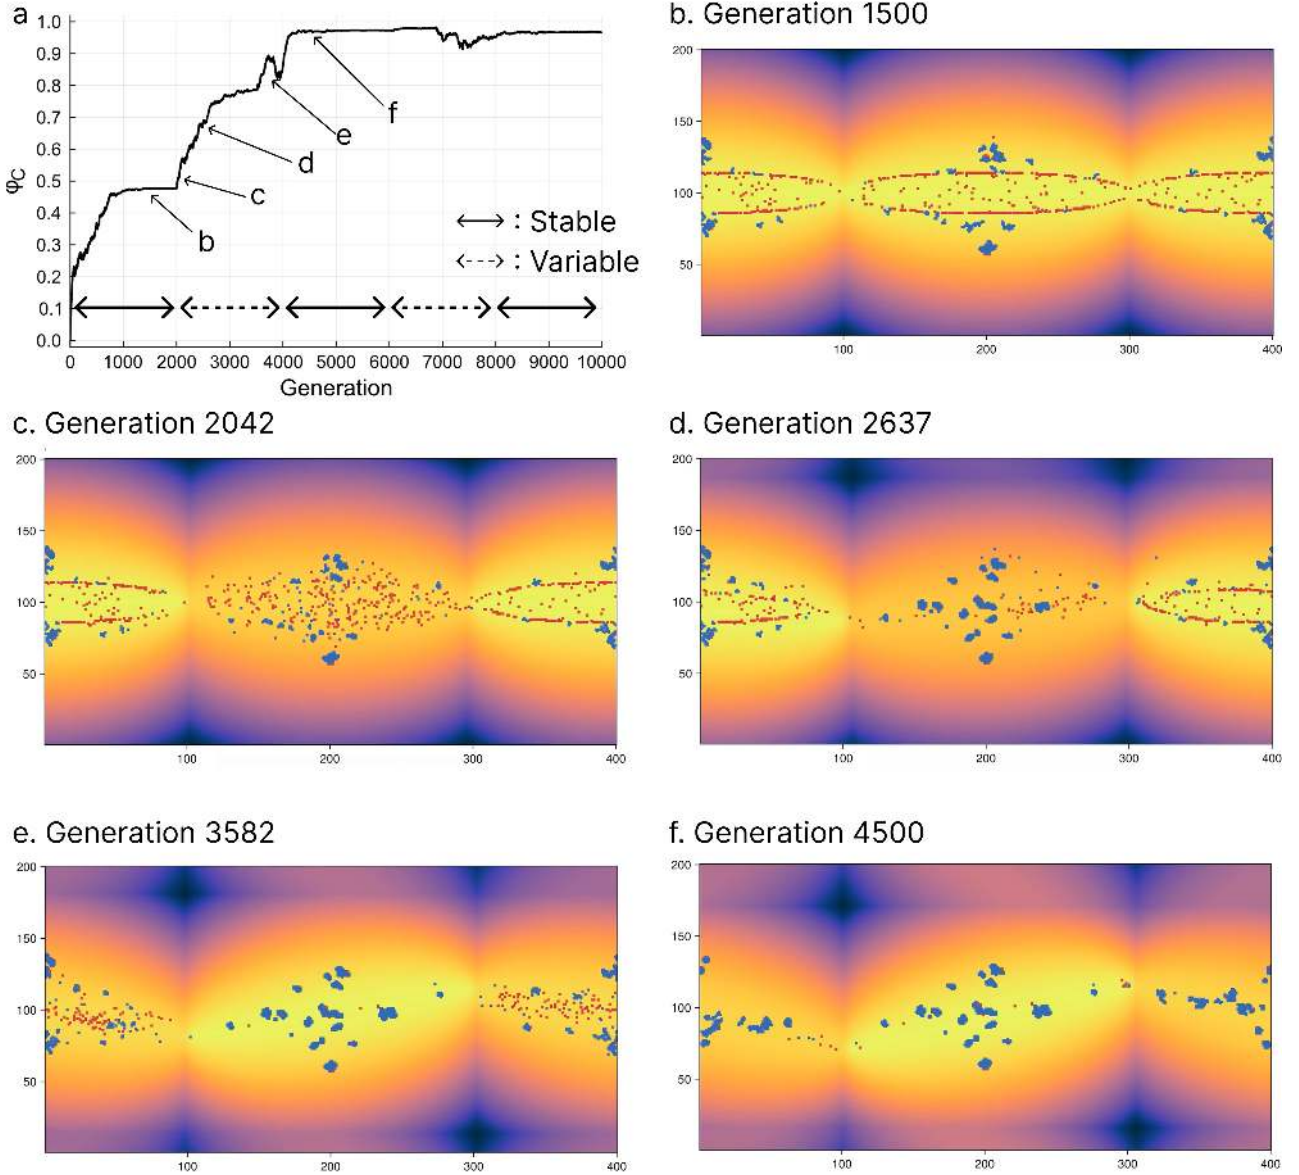 a
1.0
0.9
0.8
0.7
0.6
0.5
0.4
0.3
0.2
0.1
0.0
φC
f
e
d
c
b
: Stable
: Variable
0 1000 2000 3000 4000 5000 6000 7000 8000 9000 10000
Generation
b. Generation 1500
200
150
100
50
100 200 300 400
c. Generation 2042
200
150
100
50
100 200 300 400
d. Generation 2637
200
150
100
50
100 200 300 400
e. Generation 3582
200
150
100
50
100 200 300 400
f. Generation 4500
200
150
100
50
100 200 300 400